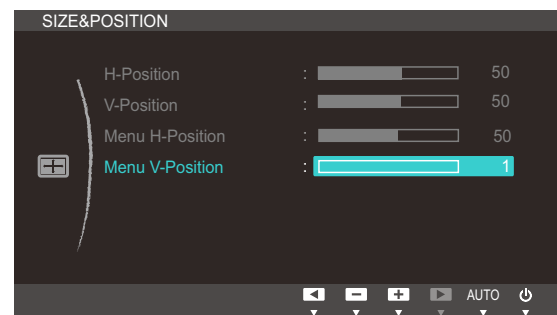 SIZE&POSITION
H-Position : 50
V-Position : 50
Menu H-Position : 50
Menu V-Position : 1
AUTO